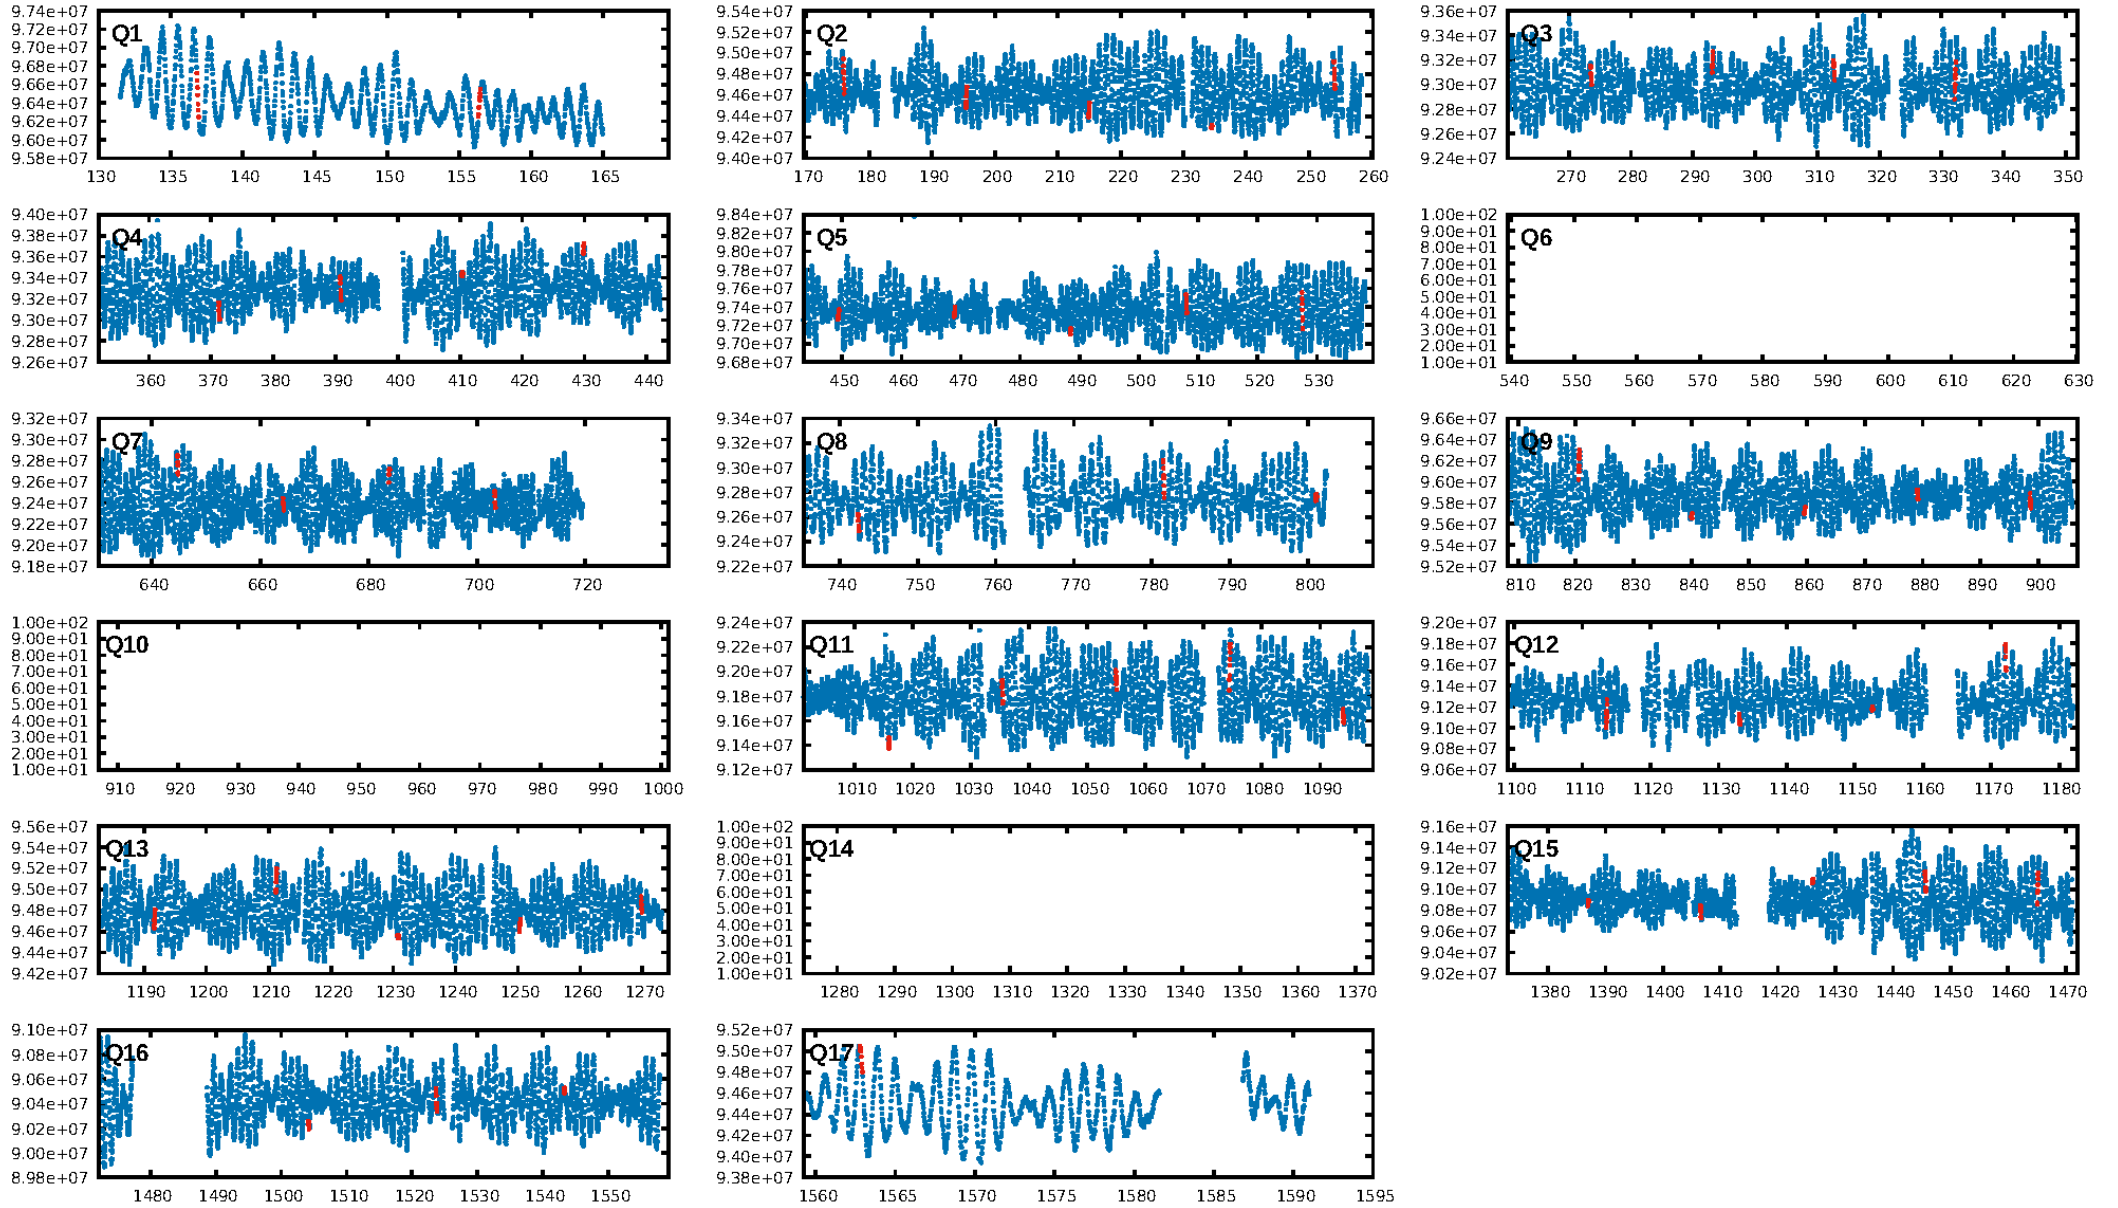 9.74e+07 9.72e+07 9.70e+07 9.68e+07 9.66e+07 9.64e+07 9.62e+07 9.60e+07 9.58e+07
Q1
130 135 140 145 150 155 160 165
9.54e+07 9.52e+07 9.50e+07 9.48e+07 9.46e+07 9.44e+07 9.42e+07 9.40e+07
Q2
170 180 190 200 210 220 230 240 250 260
9.36e+07 9.34e+07 9.32e+07 9.30e+07 9.28e+07 9.26e+07 9.24e+07
Q3
270 280 290 300 310 320 330 340 350
9.40e+07 9.38e+07 9.36e+07 9.34e+07 9.32e+07 9.30e+07 9.28e+07 9.26e+07
Q4
360 370 380 390 400 410 420 430 440
9.84e+07 9.82e+07 9.80e+07 9.78e+07 9.76e+07 9.74e+07 9.72e+07 9.70e+07 9.68e+07
Q5
450 460 470 480 490 500 510 520 530
1.00e+02 9.00e+01 8.00e+01 7.00e+01 6.00e+01 5.00e+01 4.00e+01 3.00e+01 2.00e+01 1.00e+01
Q6
540 550 560 570 580 590 600 610 620 630
9.32e+07 9.30e+07 9.28e+07 9.26e+07 9.24e+07 9.22e+07 9.20e+07 9.18e+07
Q7
640 660 680 700 720
9.34e+07 9.32e+07 9.30e+07 9.28e+07 9.26e+07 9.24e+07 9.22e+07
Q8
740 750 760 770 780 790 800
9.66e+07 9.64e+07 9.62e+07 9.60e+07 9.58e+07 9.56e+07 9.54e+07 9.52e+07
Q9
810 820 830 840 850 860 870 880 890 900
1.00e+02 9.00e+01 8.00e+01 7.00e+01 6.00e+01 5.00e+01 4.00e+01 3.00e+01 2.00e+01 1.00e+01
Q10
910 920 930 940 950 960 970 980 990 1000
9.24e+07 9.22e+07 9.20e+07 9.18e+07 9.16e+07 9.14e+07 9.12e+07
Q11
1010 1020 1030 1040 1050 1060 1070 1080 1090
9.20e+07 9.18e+07 9.16e+07 9.14e+07 9.12e+07 9.10e+07 9.08e+07 9.06e+07
Q12
1100 1110 1120 1130 1140 1150 1160 1170 1180
9.56e+07 9.54e+07 9.52e+07 9.50e+07 9.48e+07 9.46e+07 9.44e+07 9.42e+07
Q13
1190 1200 1210 1220 1230 1240 1250 1260 1270
1.00e+02 9.00e+01 8.00e+01 7.00e+01 6.00e+01 5.00e+01 4.00e+01 3.00e+01 2.00e+01 1.00e+01
Q14
1280 1290 1300 1310 1320 1330 1340 1350 1360 1370
9.16e+07 9.14e+07 9.12e+07 9.10e+07 9.08e+07 9.06e+07 9.04e+07 9.02e+07
Q15
1380 1390 1400 1410 1420 1430 1440 1450 1460 1470
9.10e+07 9.08e+07 9.06e+07 9.04e+07 9.02e+07 9.00e+07 8.98e+07
Q16
1480 1490 1500 1510 1520 1530 1540 1550
9.52e+07 9.50e+07 9.48e+07 9.46e+07 9.44e+07 9.42e+07 9.40e+07 9.38e+07
Q17
1560 1565 1570 1575 1580 1585 1590 1595